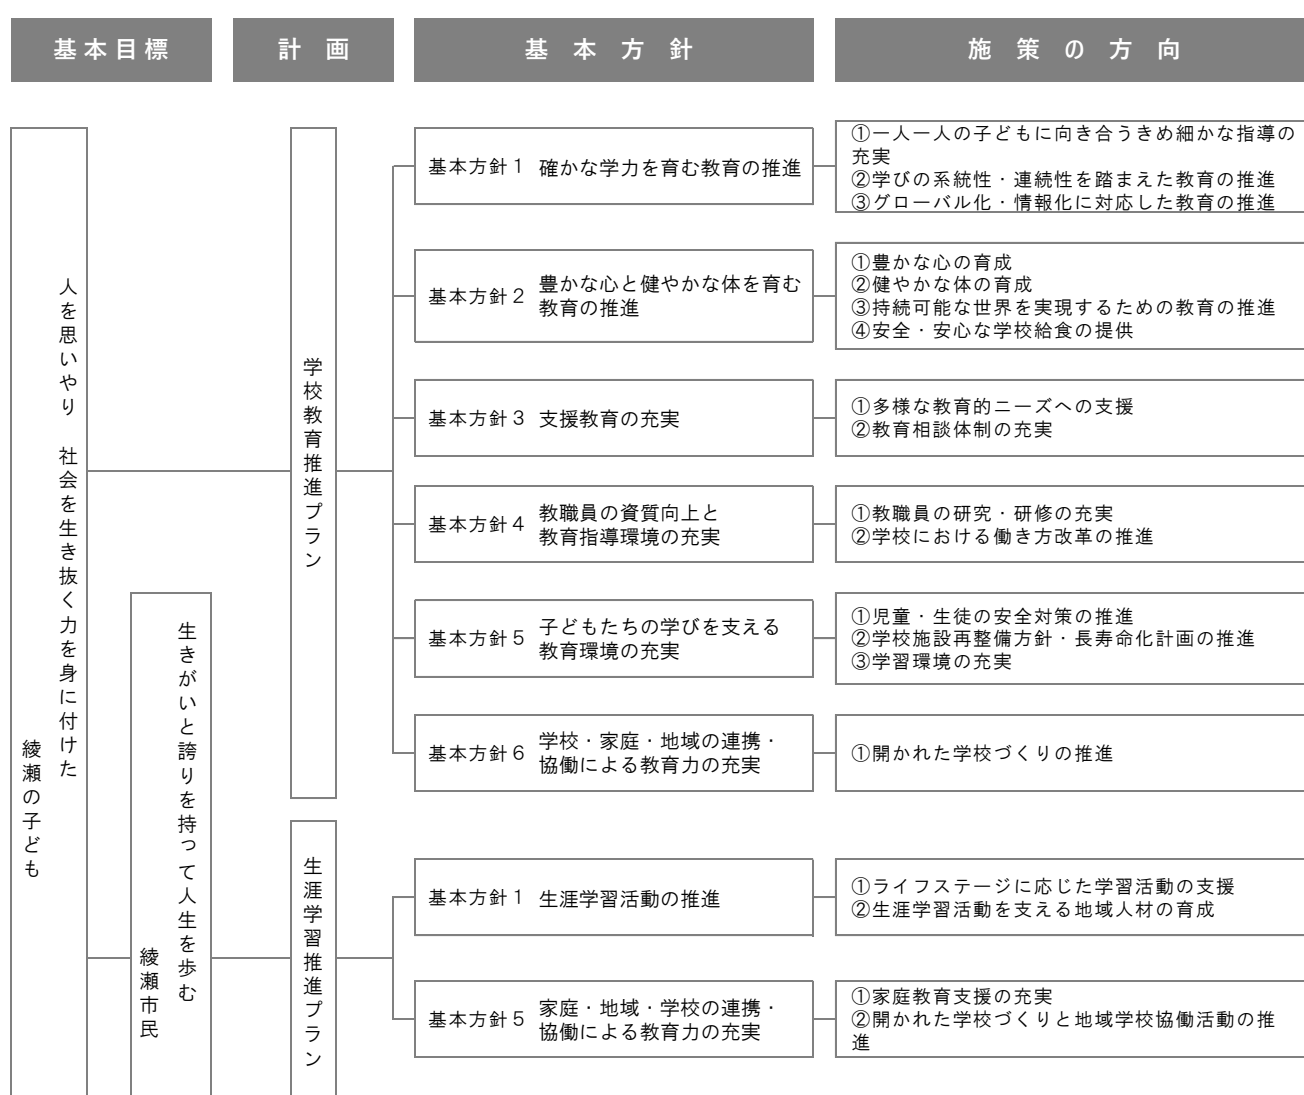 基本目標
計 画
基 本 方 針
施 策 の 方 向
人を思いやり 社会を生き抜く力を身に付けた
綾瀬の子ども
生きがいと誇りを持って人生を歩む
綾瀬市民
学校教育推進プラン
基本方針1 確かな学力を育む教育の推進
①一人一人の子どもに向き合うきめ細かな指導の
充実
②学びの系統性・連続性を踏まえた教育の推進
③グローバル化・情報化に対応した教育の推進
基本方針2 豊かな心と健やかな体を育む
教育の推進
①豊かな心の育成
②健やかな体の育成
③持続可能な世界を実現するための教育の推進
④安全・安心な学校給食の提供
基本方針3 支援教育の充実
①多様な教育的ニーズへの支援
②教育相談体制の充実
基本方針4 教職員の資質向上と
教育指導環境の充実
①教職員の研究・研修の充実
②学校における働き方改革の推進
基本方針5 子どもたちの学びを支える
教育環境の充実
①児童・生徒の安全対策の推進
②学校施設再整備方針・長寿命化計画の推進
③学習環境の充実
基本方針6 学校・家庭・地域の連携・
協働による教育力の充実
①開かれた学校づくりの推進
生涯学習推進プラン
基本方針1 生涯学習活動の推進
①ライフステージに応じた学習活動の支援
②生涯学習活動を支える地域人材の育成
基本方針5 家庭・地域・学校の連携・
協働による教育力の充実
①家庭教育支援の充実
②開かれた学校づくりと地域学校協働活動の推
進